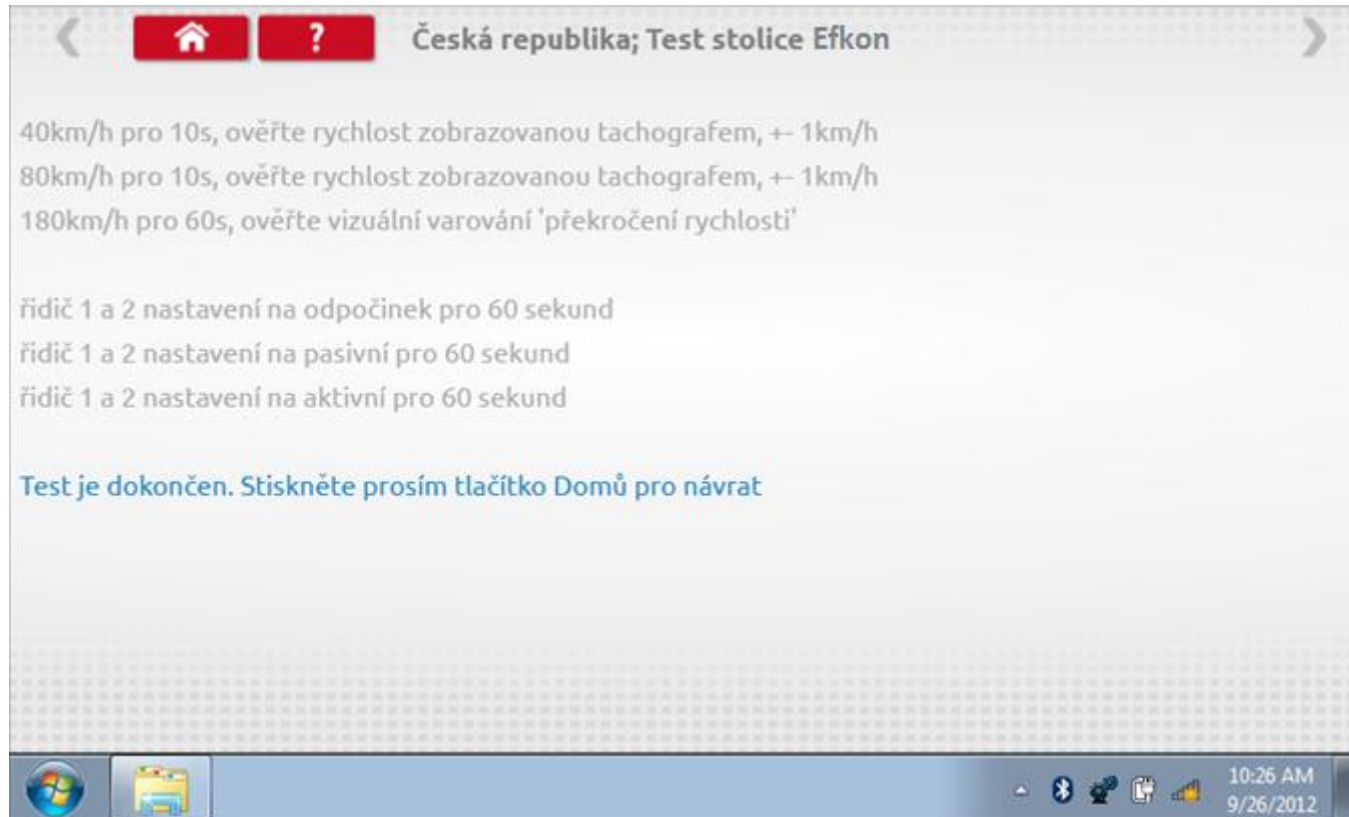 ? Česká republika; Test stolice Efkon
40km/h pro 10s, ověřte rychlost zobrazovanou tachografem, +- 1km/h
80km/h pro 10s, ověřte rychlost zobrazovanou tachografem, +- 1km/h
180km/h pro 60s, ověřte vizuální varování 'překročení rychlosti'
řidič 1 a 2 nastavení na odpočinek pro 60 sekund
řidič 1 a 2 nastavení na pasivní pro 60 sekund
řidič 1 a 2 nastavení na aktivní pro 60 sekund
Test je dokončen. Stiskněte prosím tlačítko Domů pro návrat
10:26 AM
9/26/2012